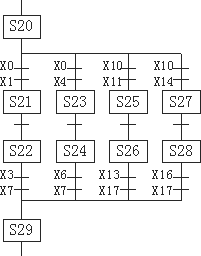 S20
X0 X0 X10 X10
X1 X4 X11 X14
S21 S23 S25 S27
S22 S24 S26 S28
X3 X6 X13 X16
X7 X7 X17 X17
S29